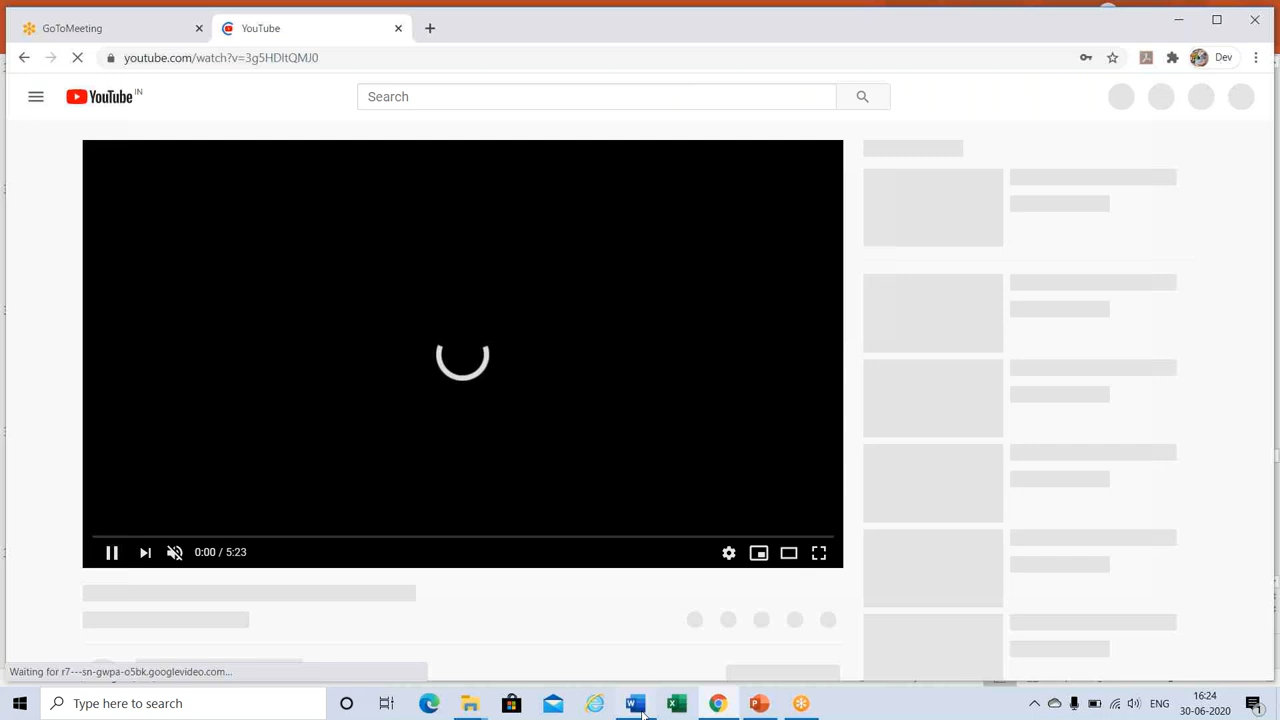 GoToMeeting
YouTube
youtube.com/watch?v=3g5HDltQMJ0
Dev
YouTube IN
Search
0:00 / 5:23
Waiting for r7---sn-gwpa-o5bk.googlevideo.com...
Type here to search
ENG
16:24
30-06-2020
1